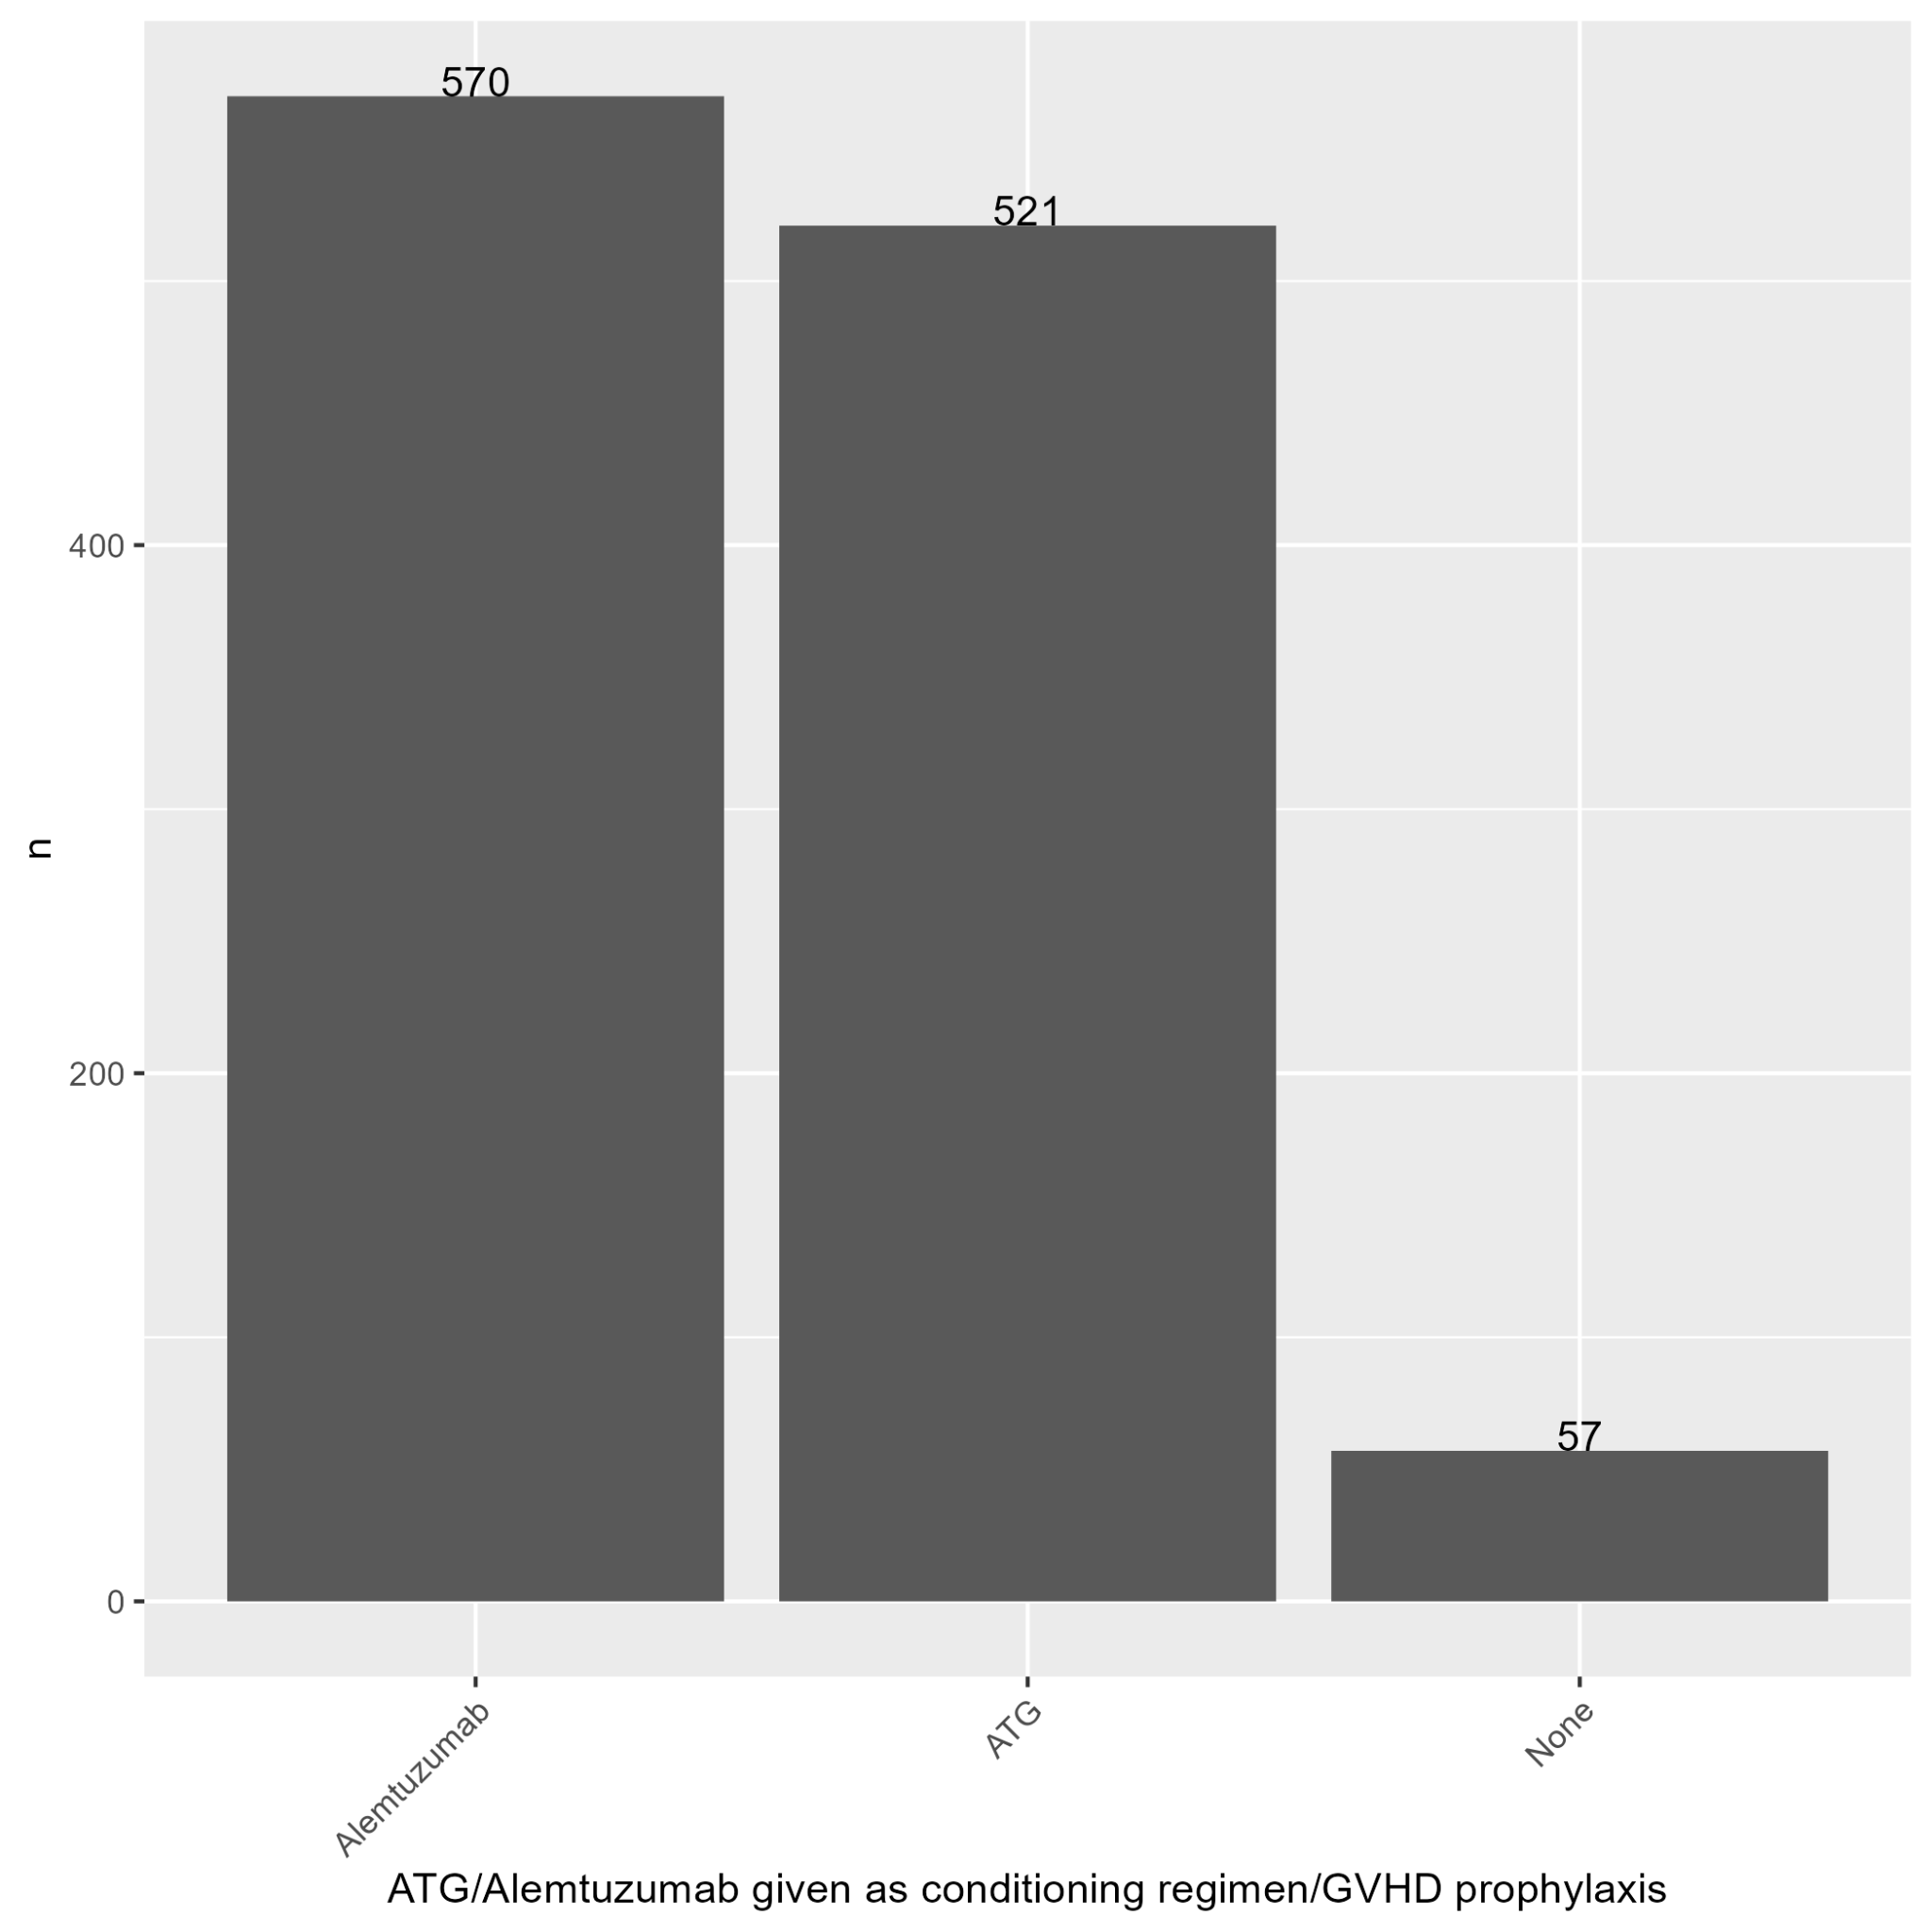 570
521
57
400
200
0
n
Alemtuzumab
ATG
None
ATG/Alemtuzumab given as conditioning regimen/GVHD prophylaxis